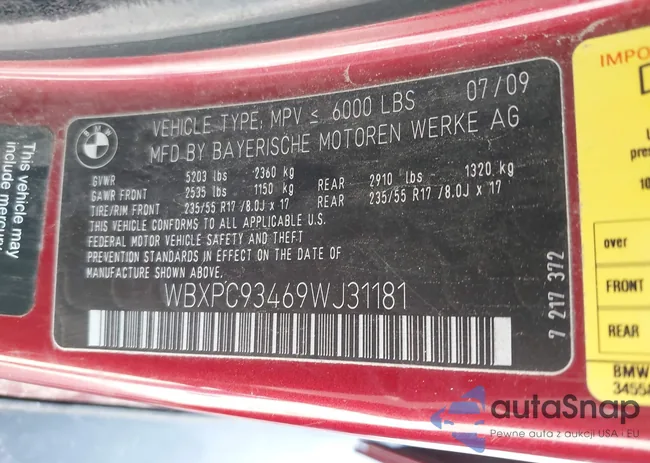 This vehicle may
include mercury
BMW
VEHICLE TYPE, MPV ≤ 6000 LBS 07/09
MFD BY BAYERISCHE MOTOREN WERKE AG
GVWR 5203 lbs 2360 kg
GAWR FRONT 2535 lbs 1150 kg REAR 2910 lbs 1320 kg
TIRE/RIM FRONT 235/55 R17 /8.0J x 17 REAR 235/55 R17 /8.0J x 17
THIS VEHICLE CONFORMS TO ALL APPLICABLE U.S.
FEDERAL MOTOR VEHICLE SAFETY AND THEFT
PREVENTION STANDARDS IN EFFECT ON THE DATE OF
MANUFACTURE SHOWN ABOVE.
WBXPC93469WJ31181
7 217 372
over
FRONT
REAR
BMW
autaSnap
Pewne auta z aukcji USA i EU